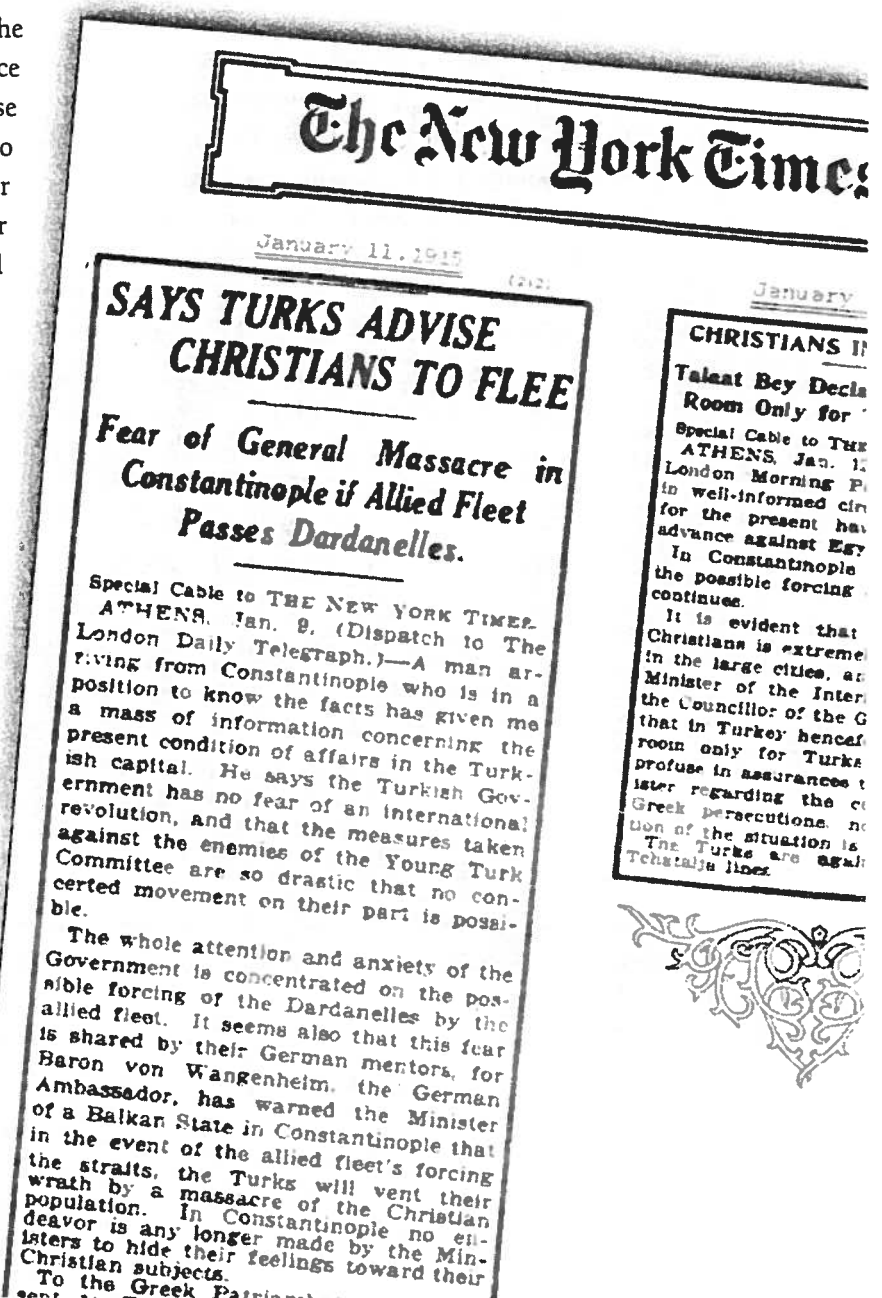 he
ce
se
o
r
r
l
The New York Times
January 11, 1915
(2:2)
SAYS TURKS ADVISE
CHRISTIANS TO FLEE
Fear of General Massacre in
Constantinople if Allied Fleet
Passes Dardanelles.
Special Cable to THE NEW YORK TIMES.
ATHENS, Jan. 9, (Dispatch to The
London Daily Telegraph.)—A man ar-
riving from Constantinople who is in a
position to know the facts has given me
a mass of information concerning the
present condition of affairs in the Turk-
ish capital. He says the Turkish Gov-
ernment has no fear of an international
revolution, and that the measures taken
against the enemies of the Young Turk
Committee are so drastic that no con-
certed movement on their part is possi-
ble.
The whole attention and anxiety of the
Government is concentrated on the pos-
sible forcing of the Dardanelles by the
allied fleet. It seems also that this fear
is shared by their German mentors, for
Baron von Wangenheim, the German
Ambassador, has warned the Minister
of a Balkan State in Constantinople that
in the event of the allied fleet's forcing
the straits, the Turks will vent their
wrath by a massacre of the Christian
population. In Constantinople no en-
deavor is any longer made by the Min-
isters to hide their feelings toward their
Christian subjects.
To the Greek
January
CHRISTIANS I
Talaat Bey Decla
Room Only for
Special Cable to THE
ATHENS, Jan. 1
London Morning P
in well-informed cir
for the present hav
advance against Egy
In Constantinople
the possible forcing
continues.
It is evident that
Christians is extreme
in the large cities, a
Minister of the Inter
the Councillor of the G
that in Turkey hencef
room only for Turks
profuse in assurances t
ister regarding the c
Greek persecutions, n
tion of the situation is
The Turks are agai
Tchatalja lines.